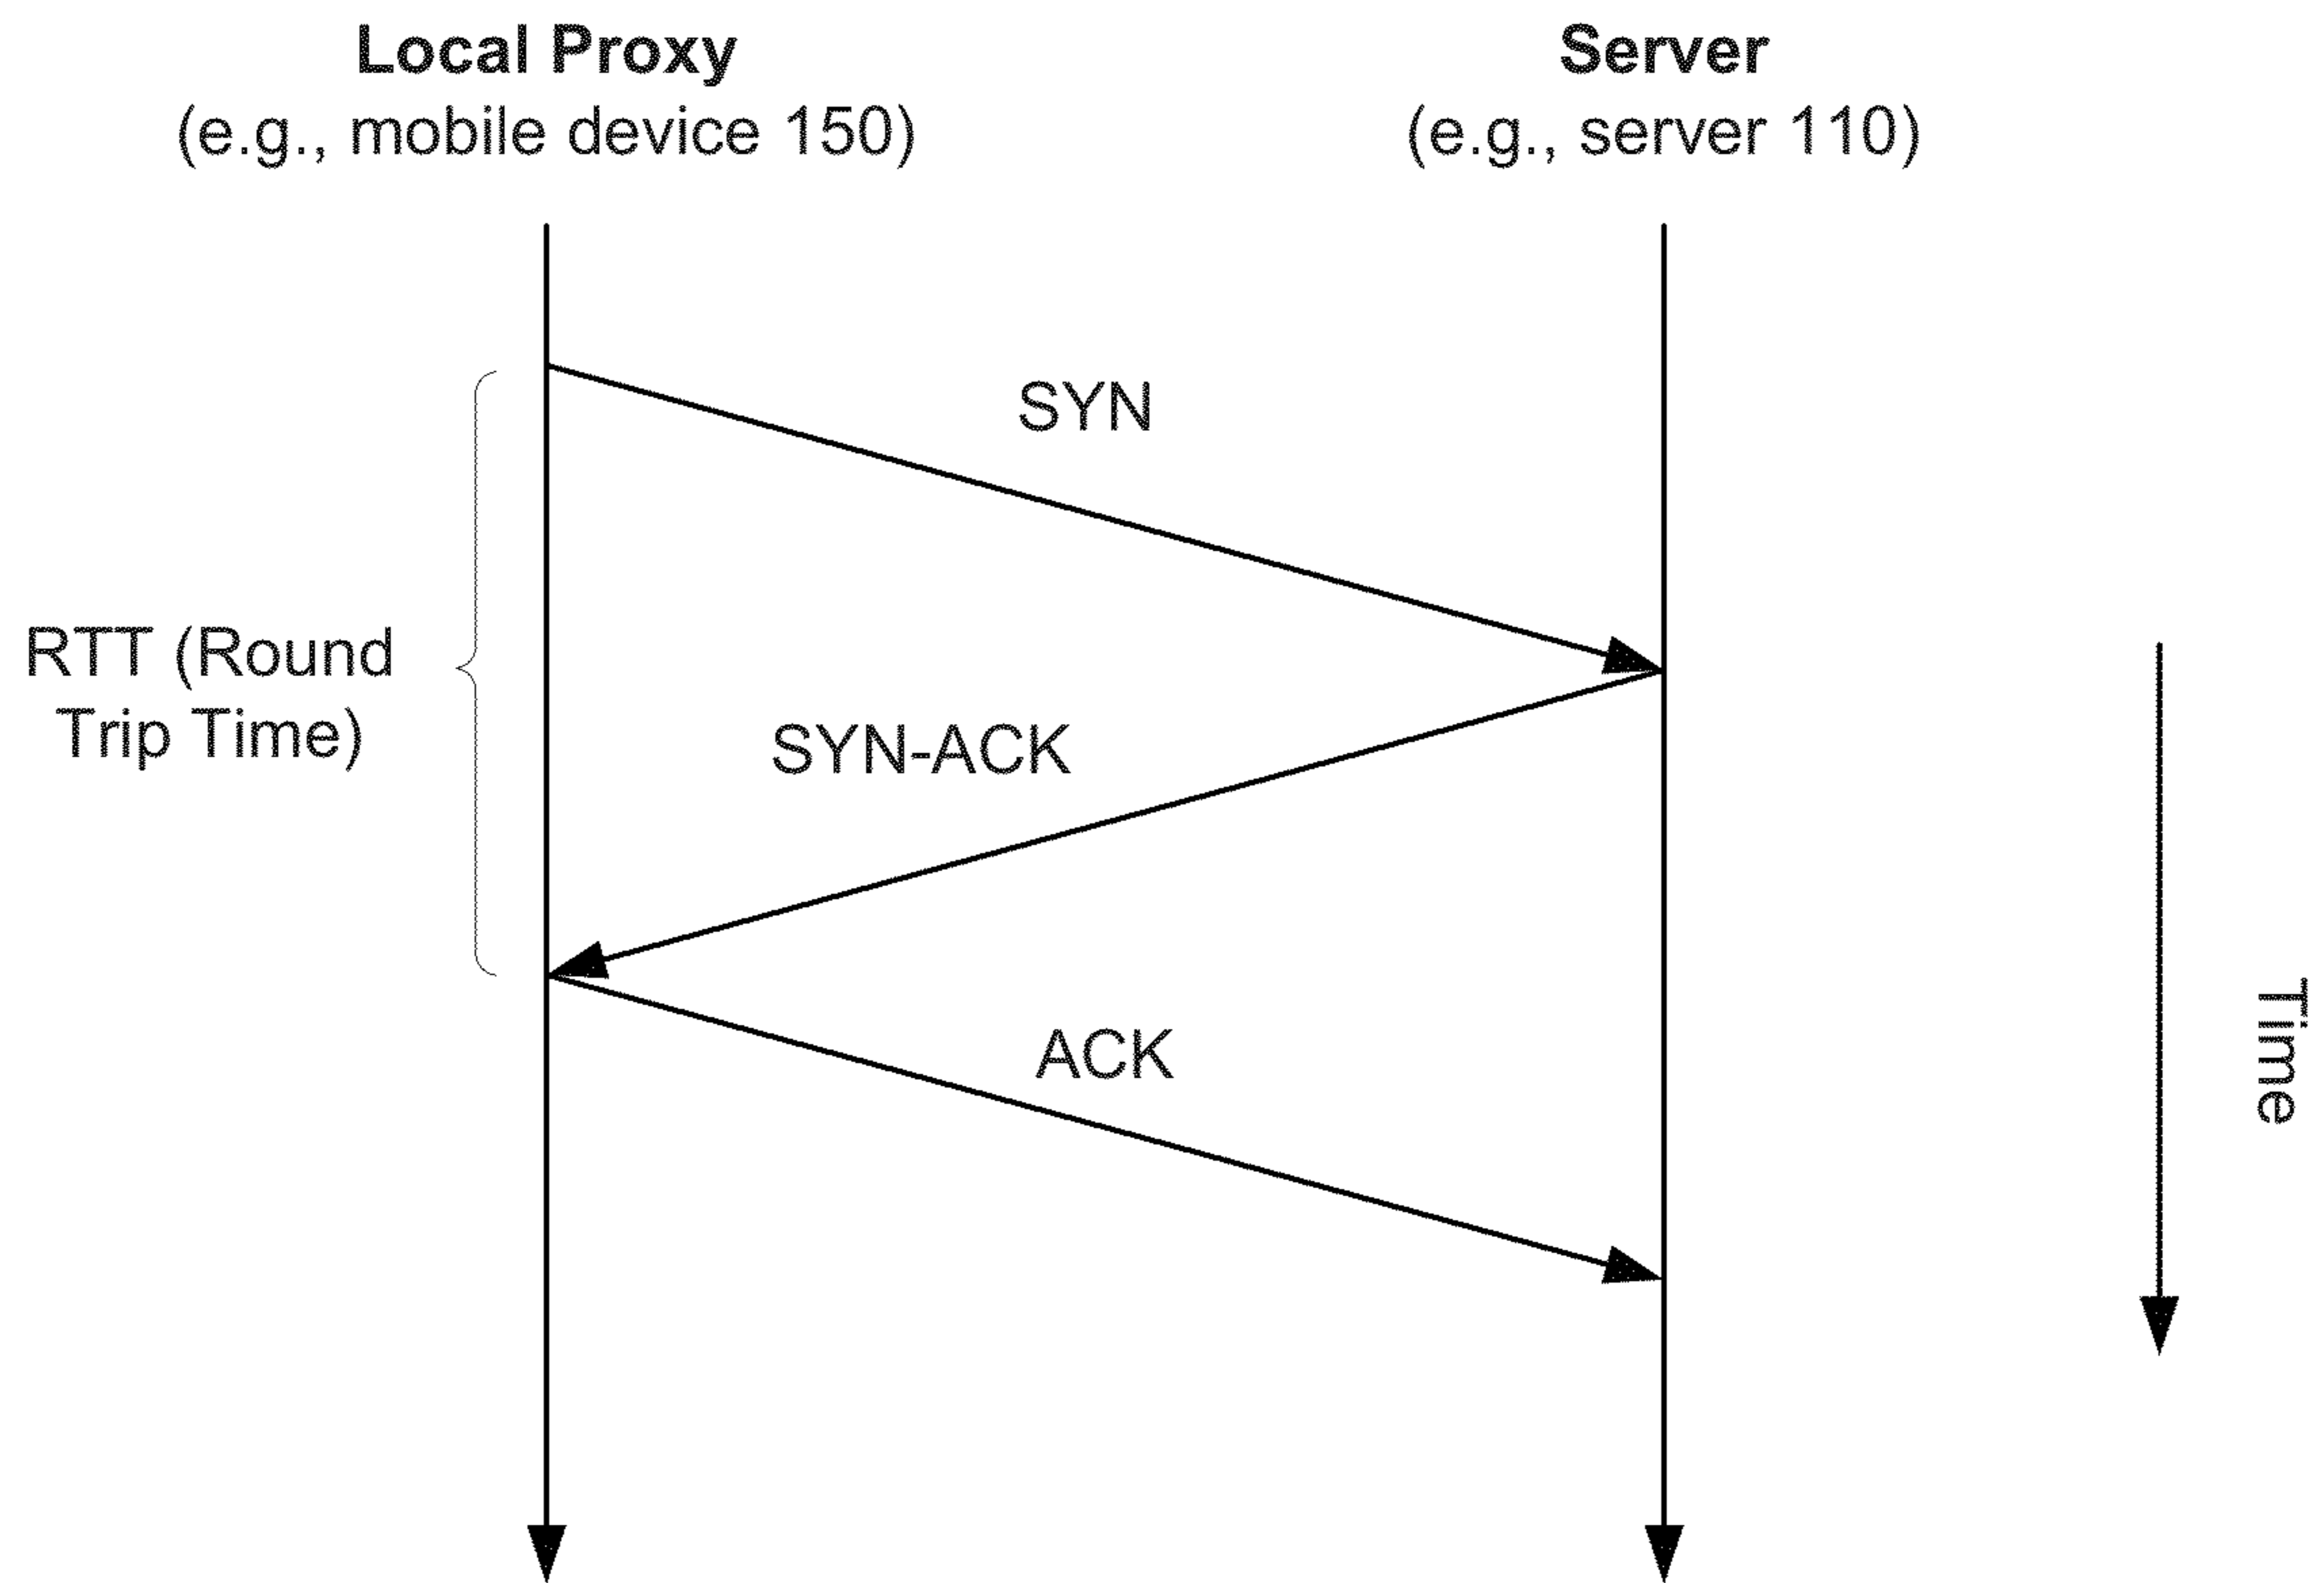 Local Proxy
(e.g., mobile device 150)
Server
(e.g., server 110)
SYN
RTT (Round
Trip Time)
SYN-ACK
ACK
Time